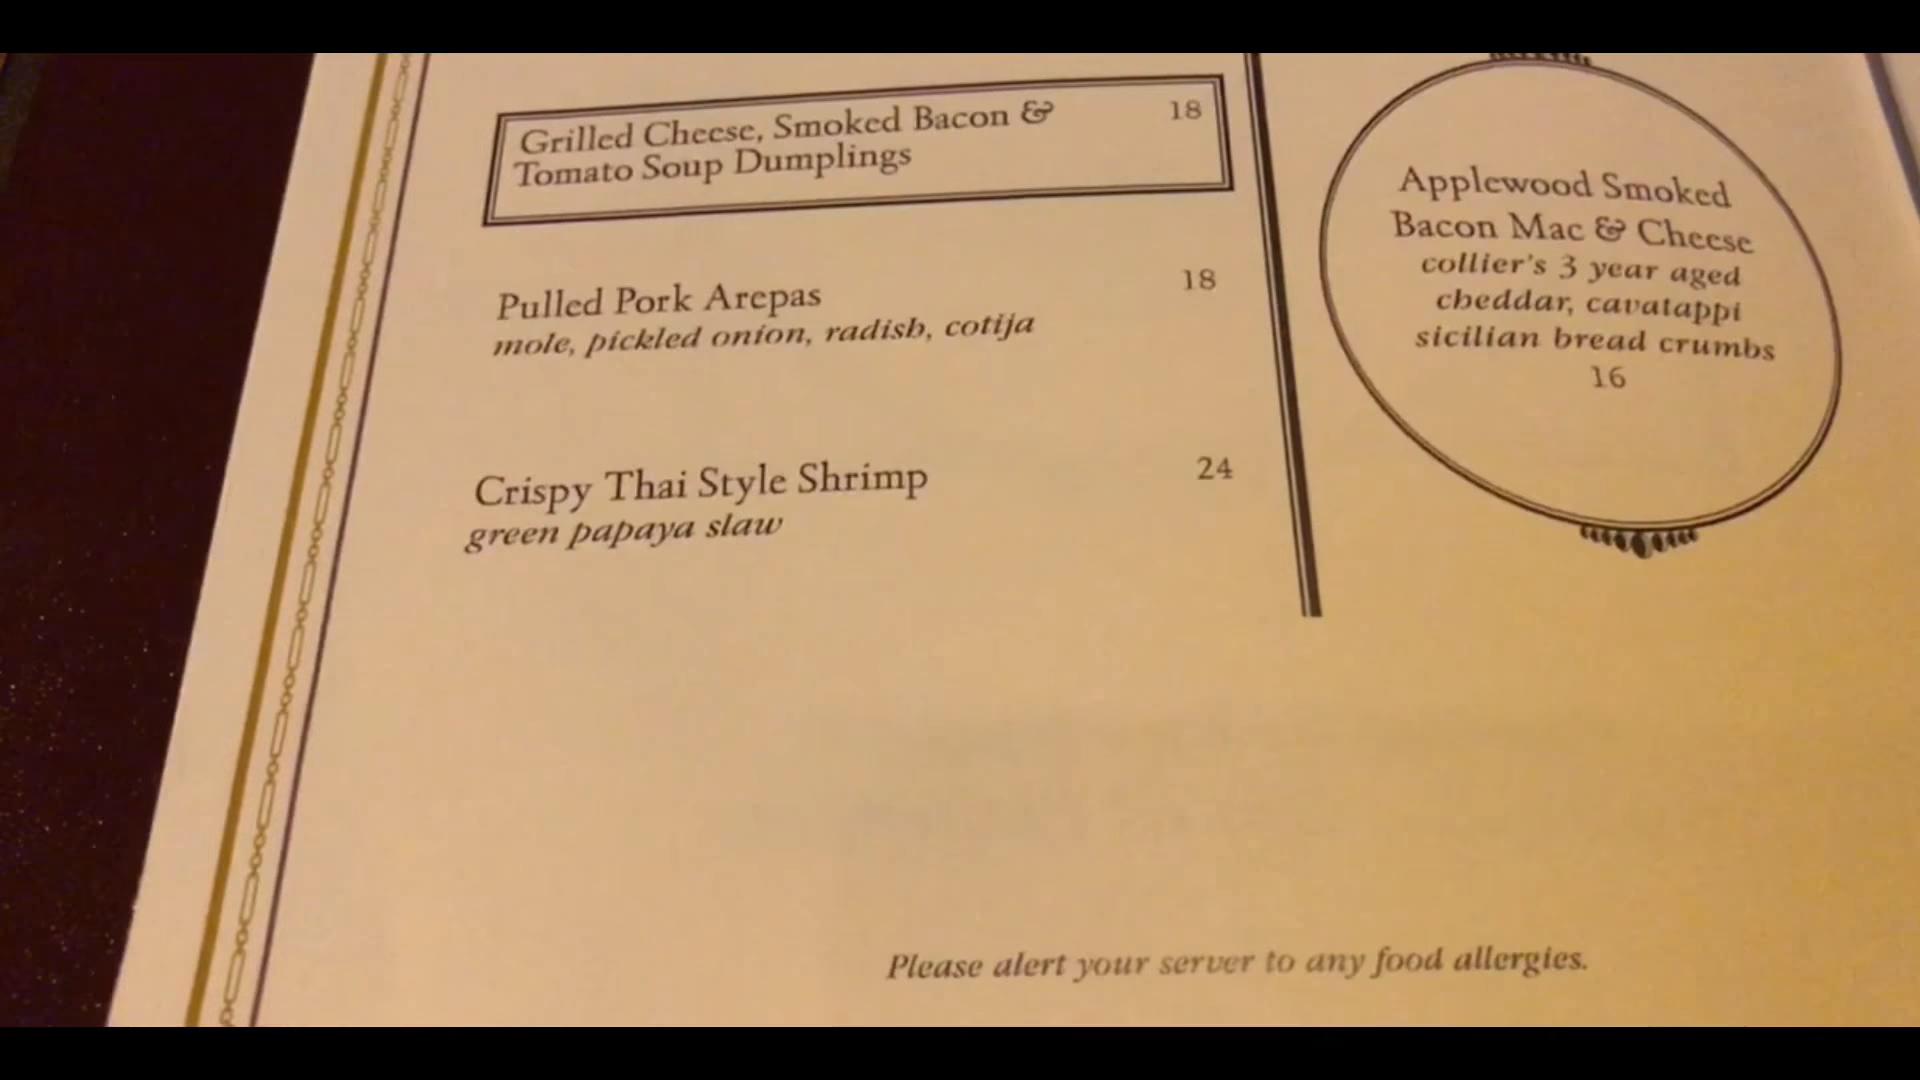 Grilled Cheese, Smoked Bacon & 18
Tomato Soup Dumplings
Pulled Pork Arepas 18
mole, pickled onion, radish, cotija
Crispy Thai Style Shrimp 24
green papaya slaw
Applewood Smoked
Bacon Mac & Cheese
collier's 3 year aged
cheddar, cavatappi
sicilian bread crumbs
16
Please alert your server to any food allergies.